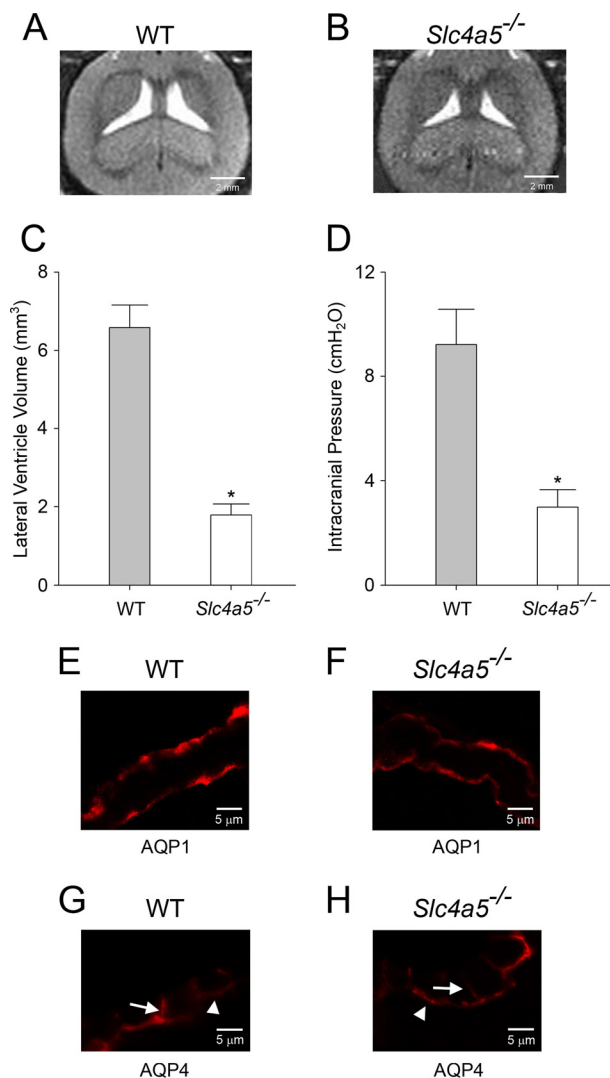 A
WT
B
Slc4a5-/-
2 mm
2 mm
C
D
8
6
4
2
0
Lateral Ventricle Volume (mm3)
*
WT
Slc4a5-/-
12
8
4
0
Intracranial Pressure (cmH2O)
*
WT
Slc4a5-/-
E
WT
F
Slc4a5-/-
5 μm
5 μm
AQP1
AQP1
G
WT
H
Slc4a5-/-
5 μm
5 μm
AQP4
AQP4